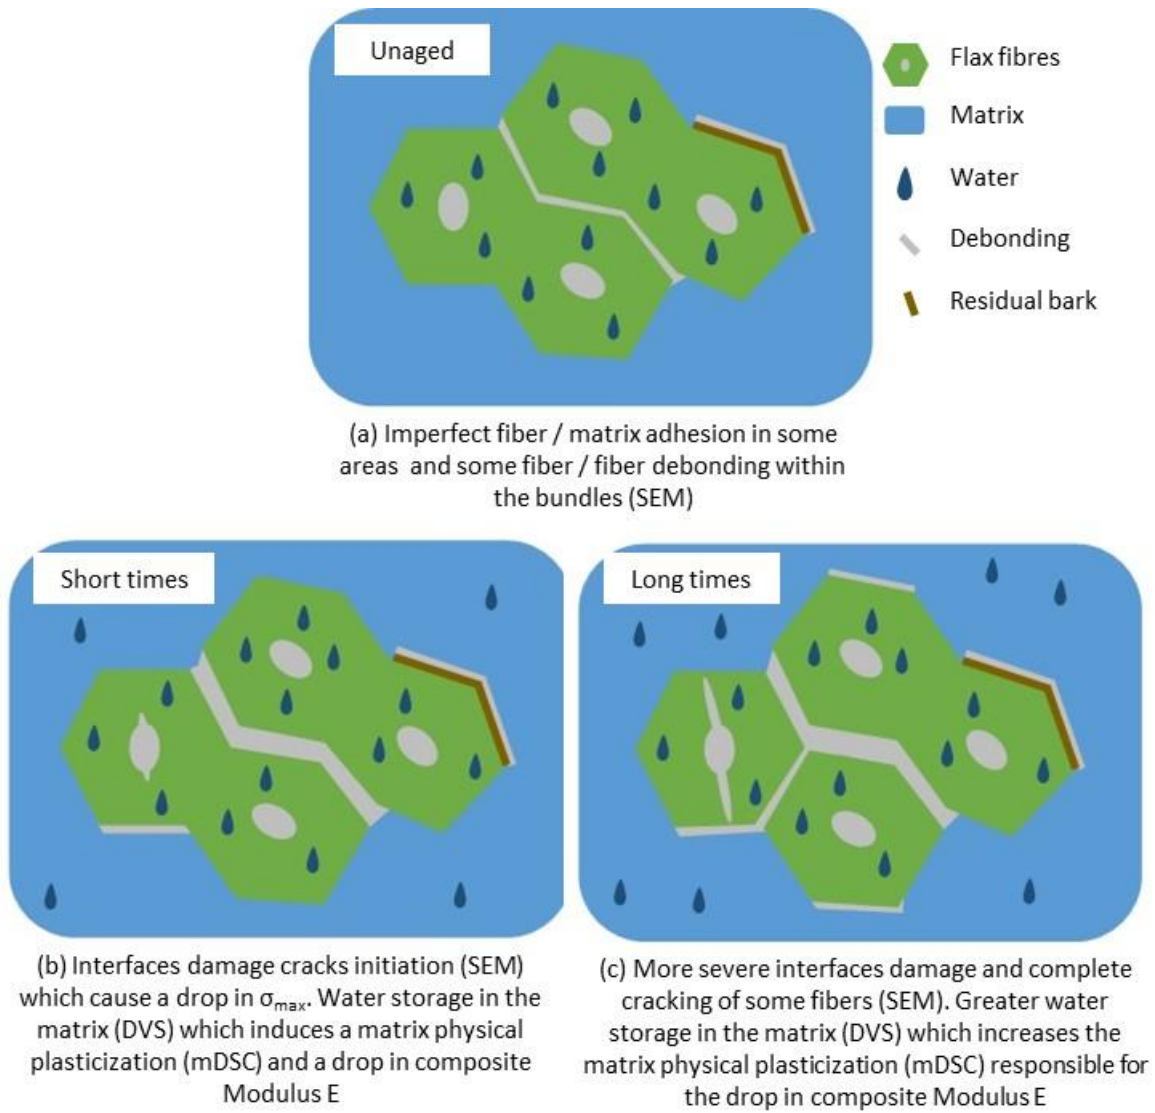 Unaged
Flax fibres
Matrix
Water
Debonding
Residual bark
(a) Imperfect fiber / matrix adhesion in some
areas and some fiber / fiber debonding within
the bundles (SEM)
Short times
(b) Interfaces damage cracks initiation (SEM)
which cause a drop in σmax. Water storage in the
matrix (DVS) which induces a matrix physical
plasticization (mDSC) and a drop in composite
Modulus E
Long times
(c) More severe interfaces damage and complete
cracking of some fibers (SEM). Greater water
storage in the matrix (DVS) which increases the
matrix physical plasticization (mDSC) responsible for
the drop in composite Modulus E